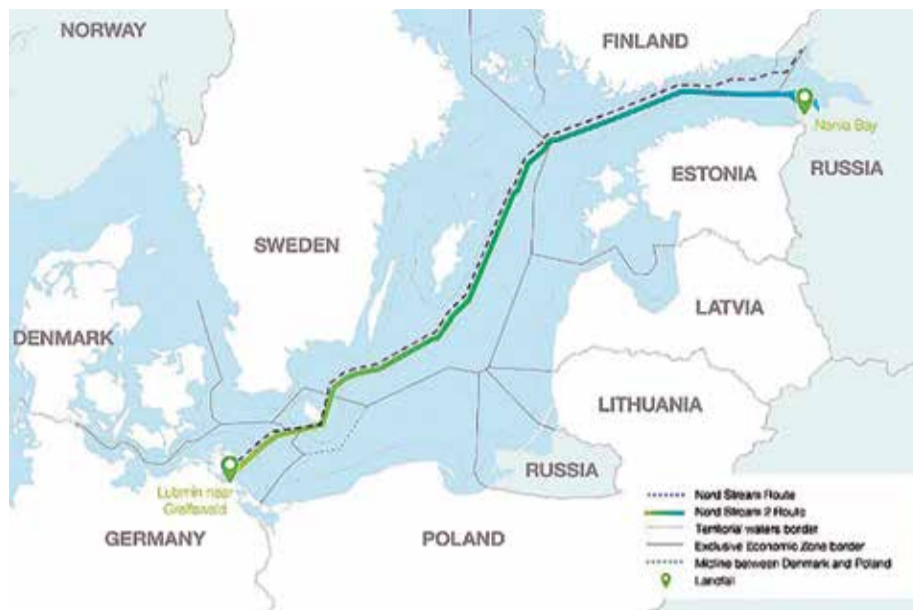 NORWAY
FINLAND
Narva Bay
ESTONIA
RUSSIA
SWEDEN
LATVIA
DENMARK
LITHUANIA
RUSSIA
Lubmin near
Greifswald
GERMANY
POLAND
Nord Stream Route
Nord Stream 2 Route
Territorial waters border
Exclusive Economic Zone border
Midline between Denmark and Poland
Landfall